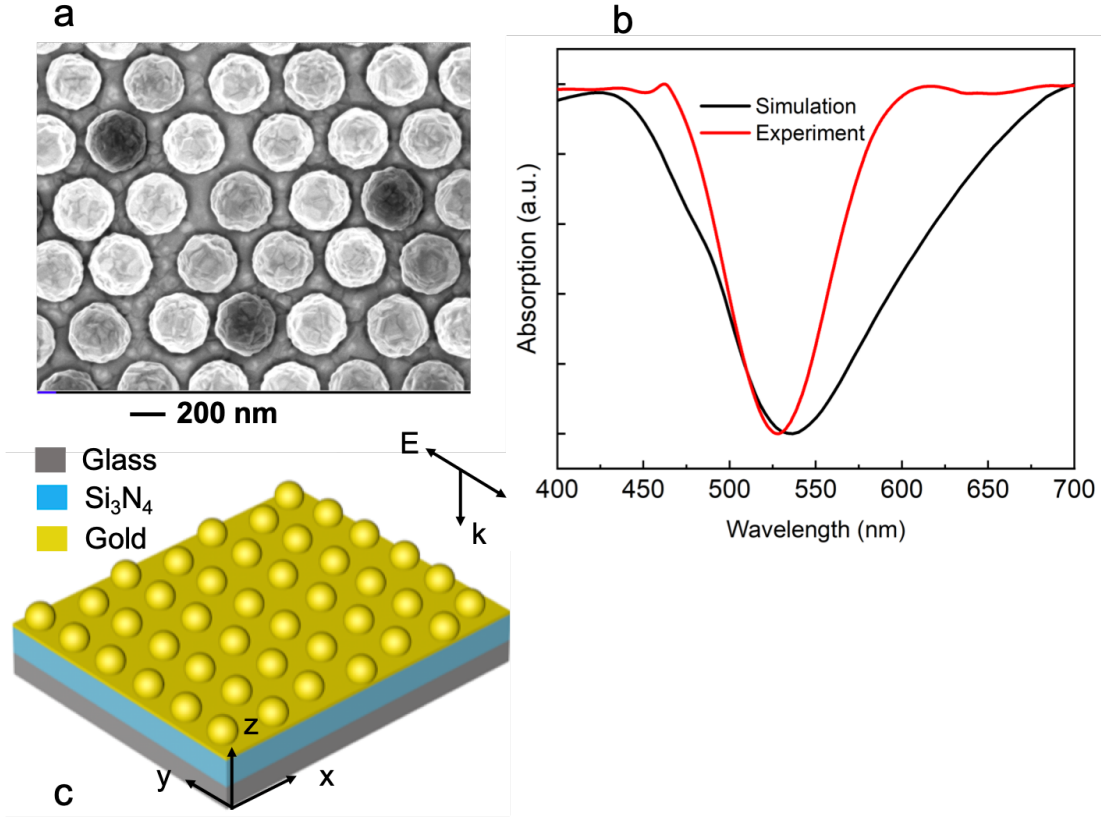 a
200 nm
b
Simulation
Experiment
Absorption (a.u.)
400 450 500 550 600 650 700
Wavelength (nm)
Glass
Si₃N₄
Gold
E
k
z
y
x
c